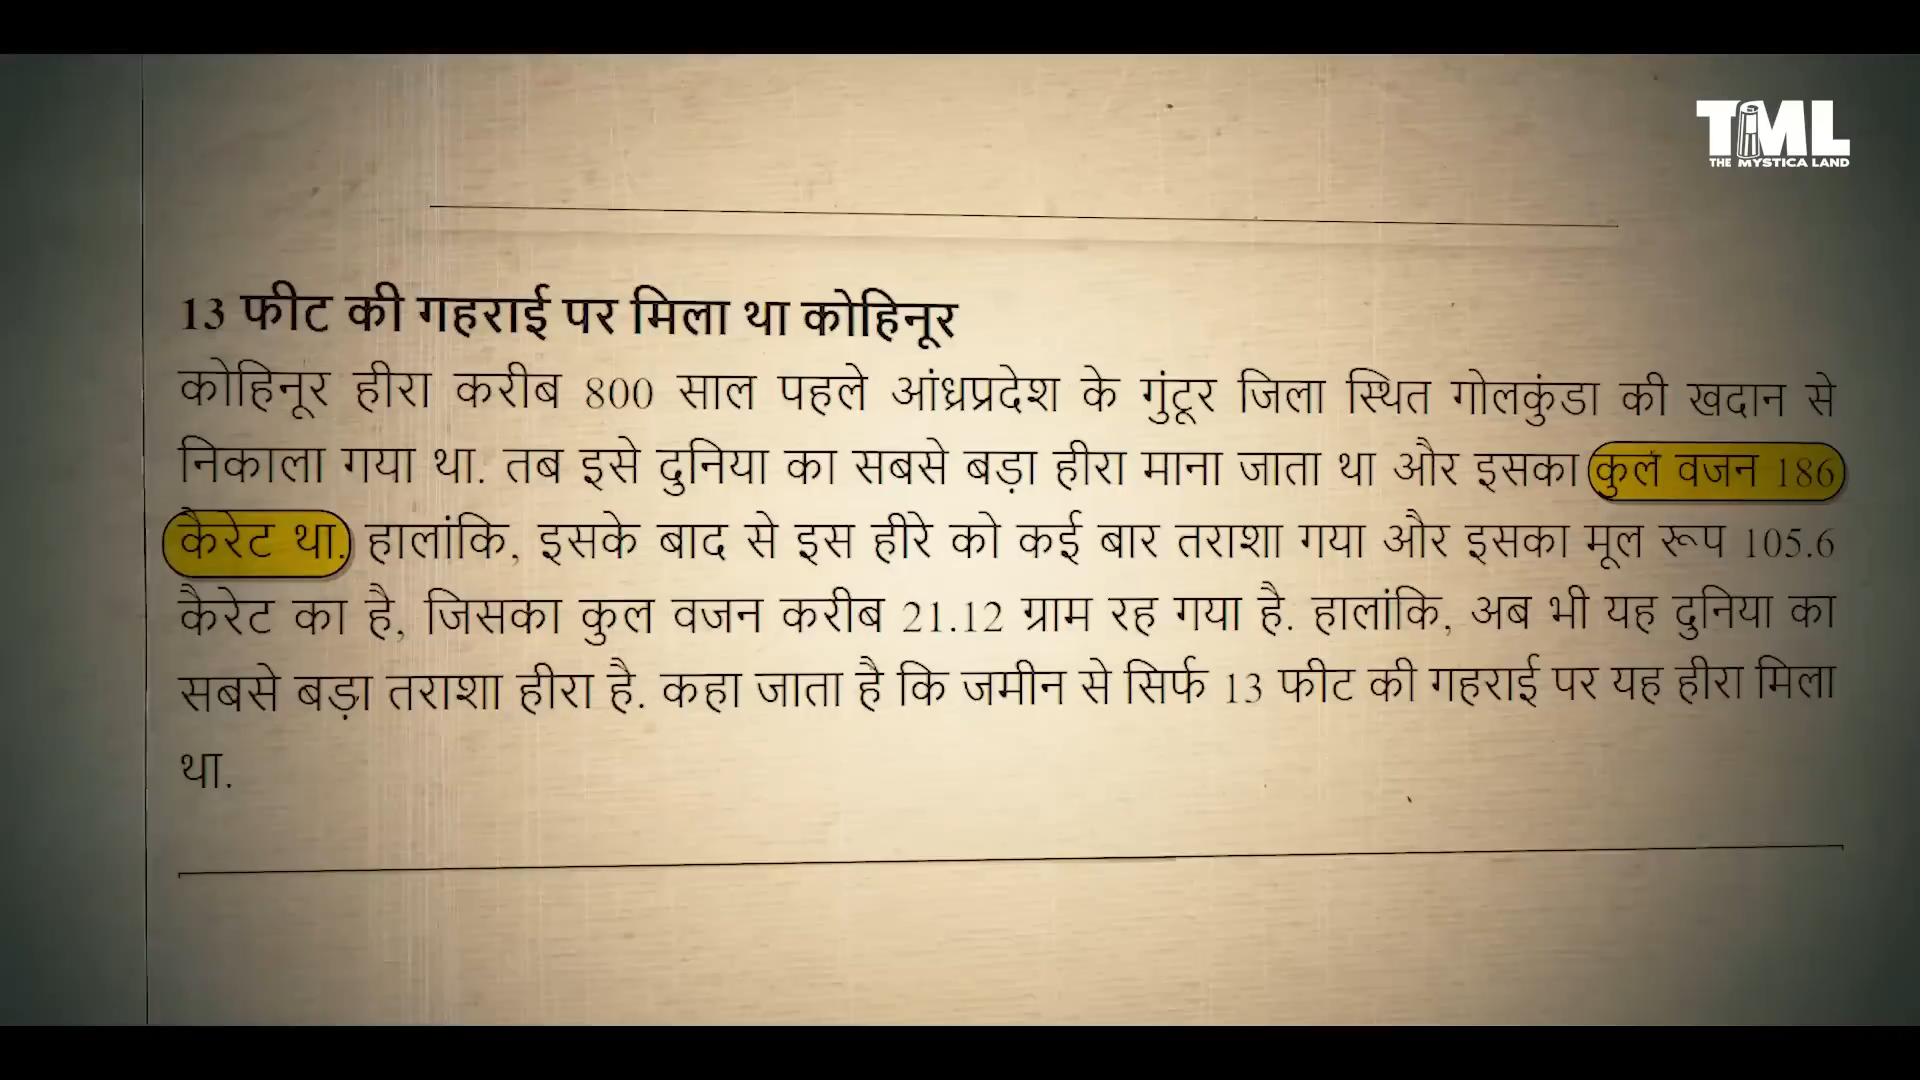 TML
THE MYSTICA LAND
13 फीट की गहराई पर मिला था कोहिनूर
कोहिनूर हीरा करीब 800 साल पहले आंध्रप्रदेश के गुंटूर जिला स्थित गोलकुंडा की खदान से
निकाला गया था. तब इसे दुनिया का सबसे बड़ा हीरा माना जाता था और इसका कुल वजन 186
कैरेट था. हालांकि, इसके बाद से इस हीरे को कई बार तराशा गया और इसका मूल रूप 105.6
कैरेट का है, जिसका कुल वजन करीब 21.12 ग्राम रह गया है. हालांकि, अब भी यह दुनिया का
सबसे बड़ा तराशा हीरा है. कहा जाता है कि जमीन से सिर्फ 13 फीट की गहराई पर यह हीरा मिला
था.